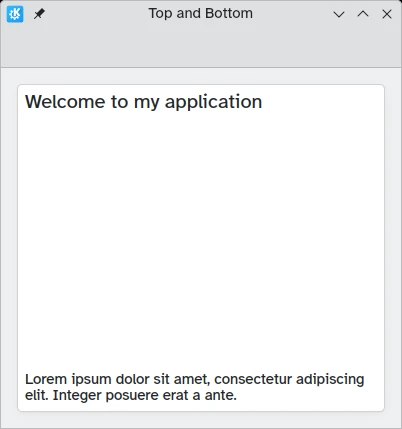 Top and Bottom
Welcome to my application
Lorem ipsum dolor sit amet, consectetur adipiscing
elit. Integer posuere erat a ante.